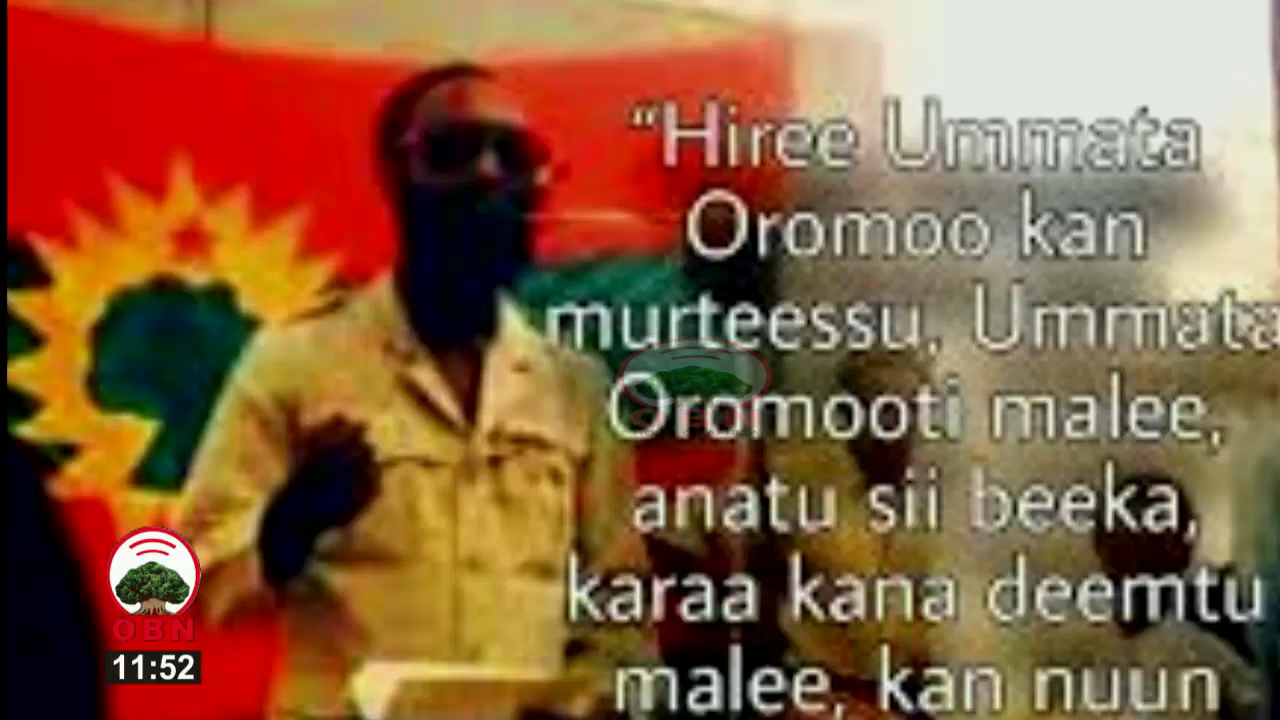 “Hiree Ummata
Oromoo kan
murteessu, Ummata
Oromooti malee,
anatu sii beeka,
karaa kana deemtu
malee, kan nuun
OBN
11:52